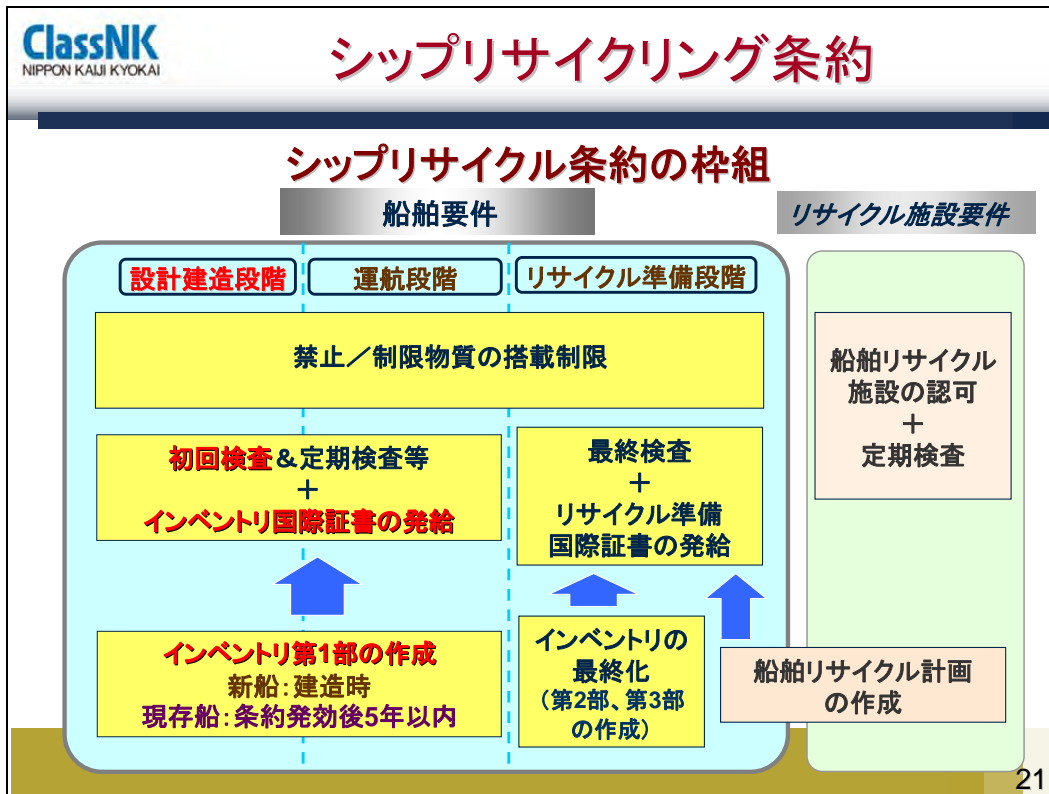 ClassNK
NIPPON KAIJI KYOKAI
シップリサイクリング条約
シップリサイクル条約の枠組
船舶要件
リサイクル施設要件
設計建造段階
運航段階
リサイクル準備段階
禁止／制限物質の搭載制限
船舶リサイクル
施設の認可
＋
定期検査
初回検査＆定期検査等
＋
インベントリ国際証書の発給
最終検査
＋
リサイクル準備
国際証書の発給
インベントリ第1部の作成
新船：建造時
現存船：条約発効後5年以内
インベントリの
最終化
（第2部、第3部
の作成）
船舶リサイクル計画
の作成
21